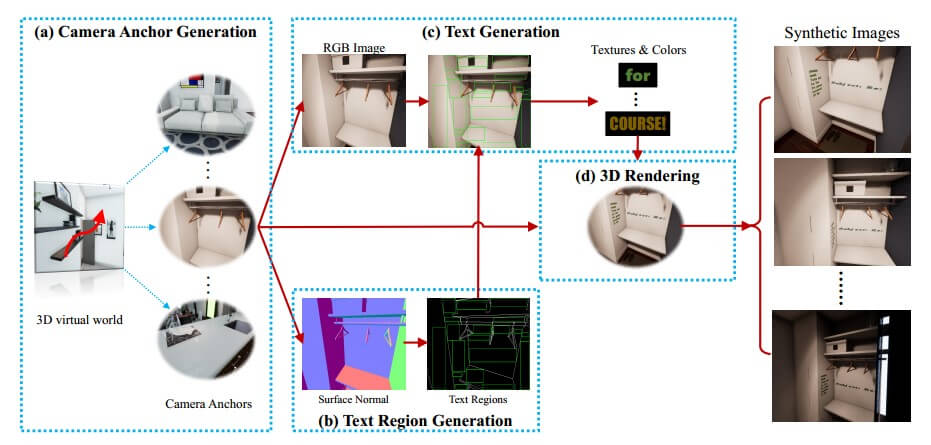 (a) Camera Anchor Generation
3D virtual world
Camera Anchors
(c) Text Generation
RGB Image
Textures & Colors
for
COURSE!
(d) 3D Rendering
Surface Normal
Text Regions
(b) Text Region Generation
Synthetic Images